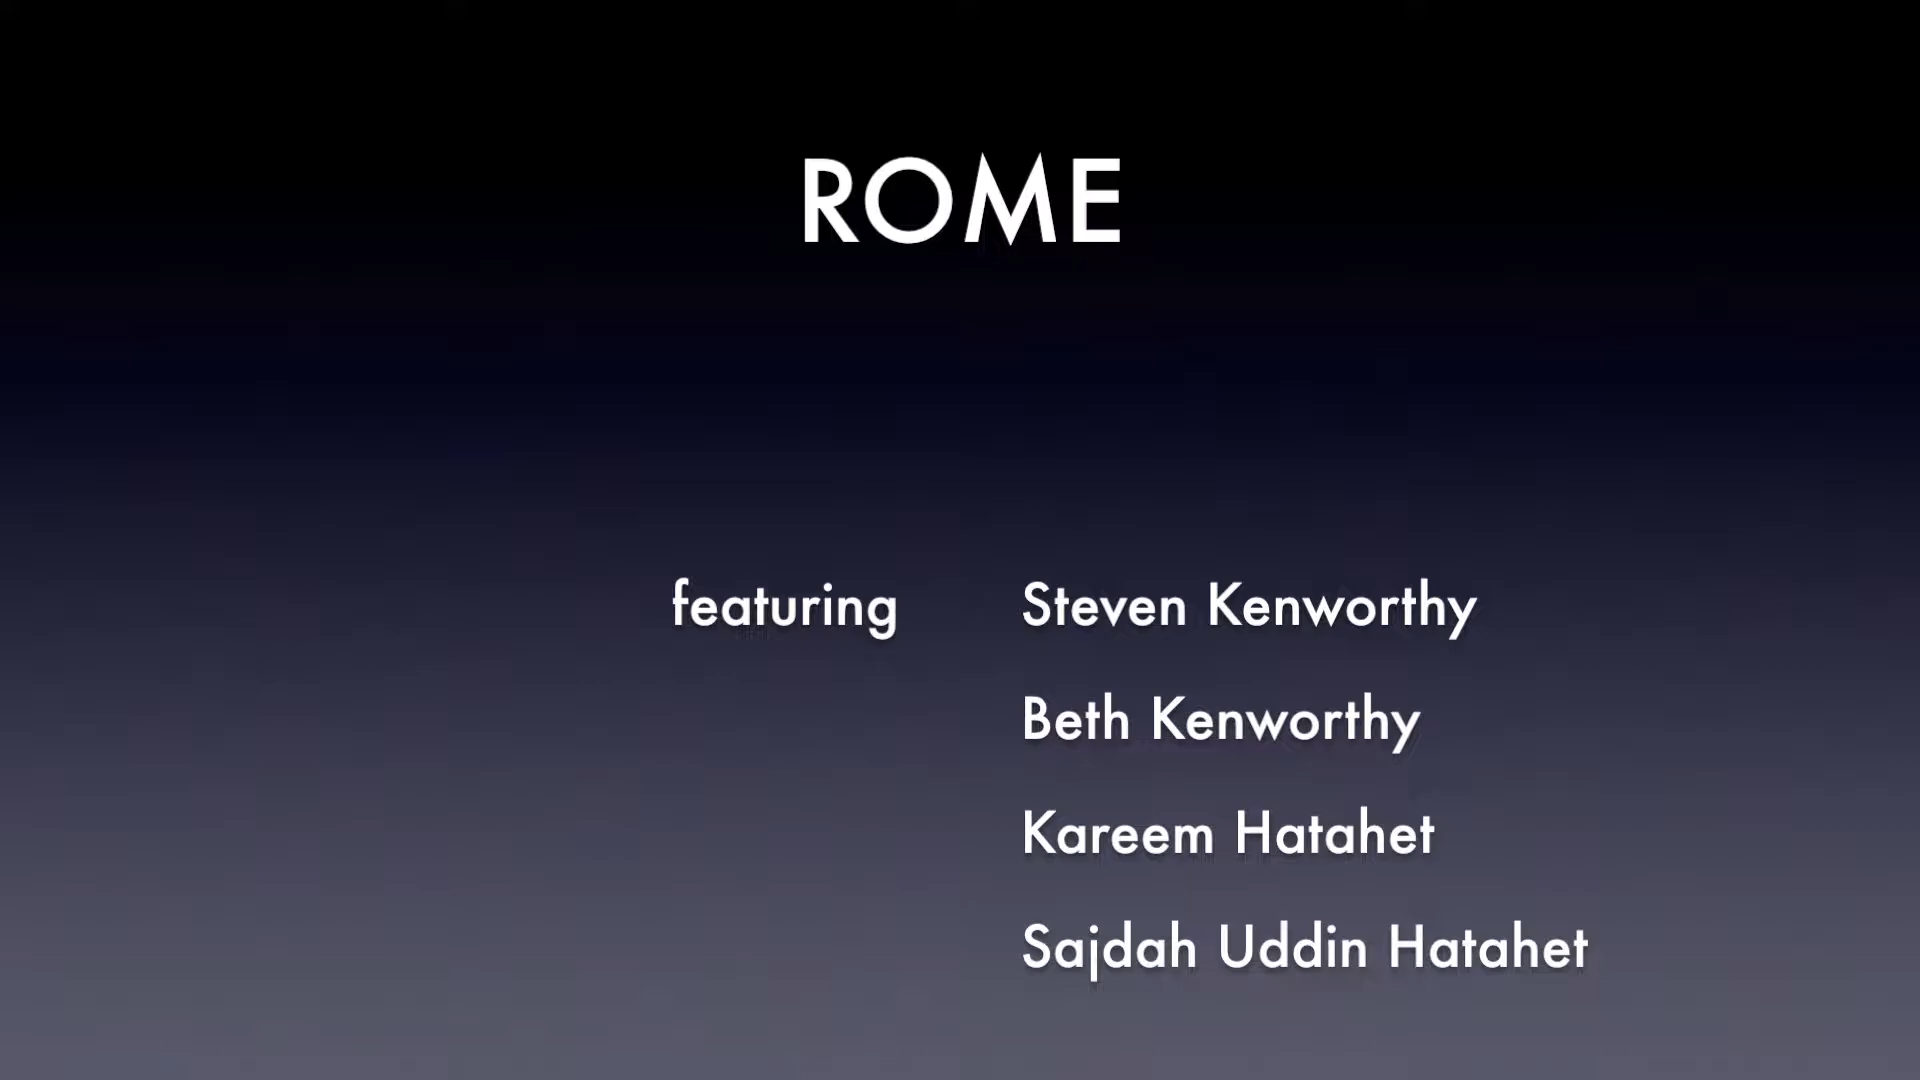 ROME
featuring Steven Kenworthy
Beth Kenworthy
Kareem Hatahet
Sajdah Uddin Hatahet